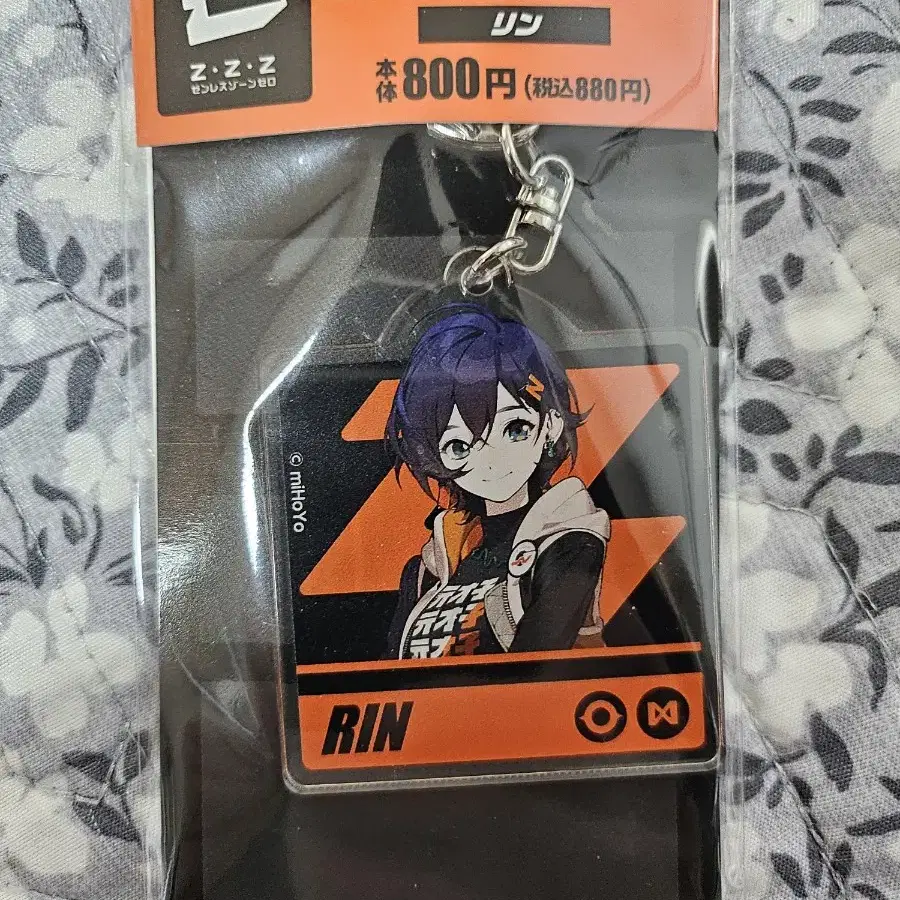 リン
Z・Z・Z
ゼンレスゾーンゼロ
本体800円(税込880円)
N
© miHoYo
RIN